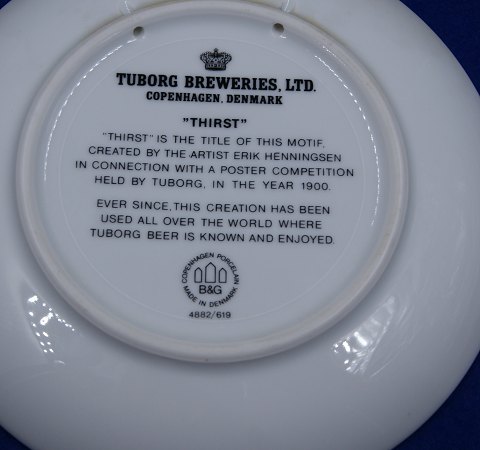 TUBORG BREWERIES, LTD.
COPENHAGEN, DENMARK
"THIRST"
"THIRST" IS THE TITLE OF THIS MOTIF,
CREATED BY THE ARTIST ERIK HENNINGSEN
IN CONNECTION WITH A POSTER COMPETITION
HELD BY TUBORG, IN THE YEAR 1900.
EVER SINCE, THIS CREATION HAS BEEN
USED ALL OVER THE WORLD WHERE
TUBORG BEER IS KNOWN AND ENJOYED.
COPENHAGEN PORCELAIN
B&G
MADE IN DENMARK
4882/619